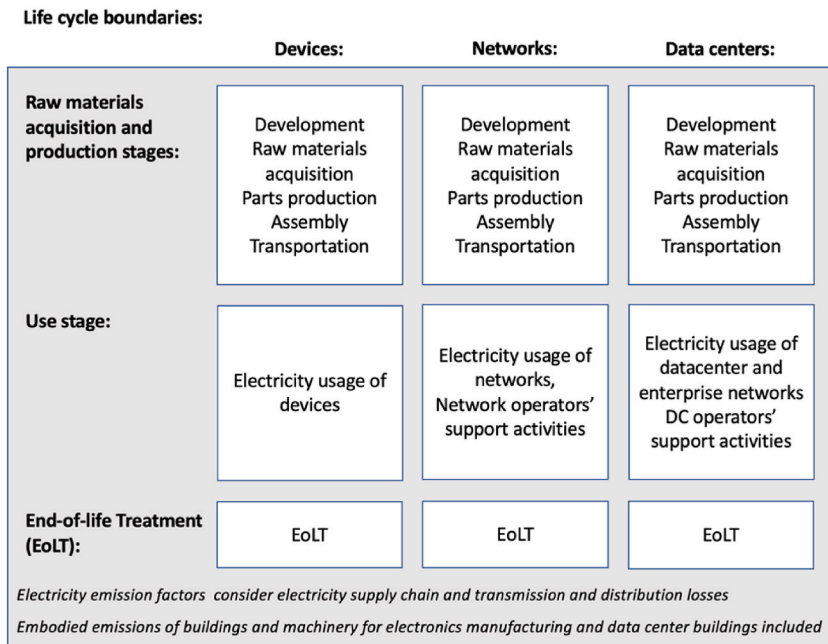 Life cycle boundaries:
Devices:
Networks:
Data centers:
Raw materials
acquisition and
production stages:
Development
Raw materials
acquisition
Parts production
Assembly
Transportation
Development
Raw materials
acquisition
Parts production
Assembly
Transportation
Development
Raw materials
acquisition
Parts production
Assembly
Transportation
Use stage:
Electricity usage of
devices
Electricity usage of
networks,
Network operators’
support activities
Electricity usage of
datacenter and
enterprise networks
DC operators’
support activities
End-of-life Treatment
(EoLT):
EoLT
EoLT
EoLT
Electricity emission factors consider electricity supply chain and transmission and distribution losses
Embodied emissions of buildings and machinery for electronics manufacturing and data center buildings included